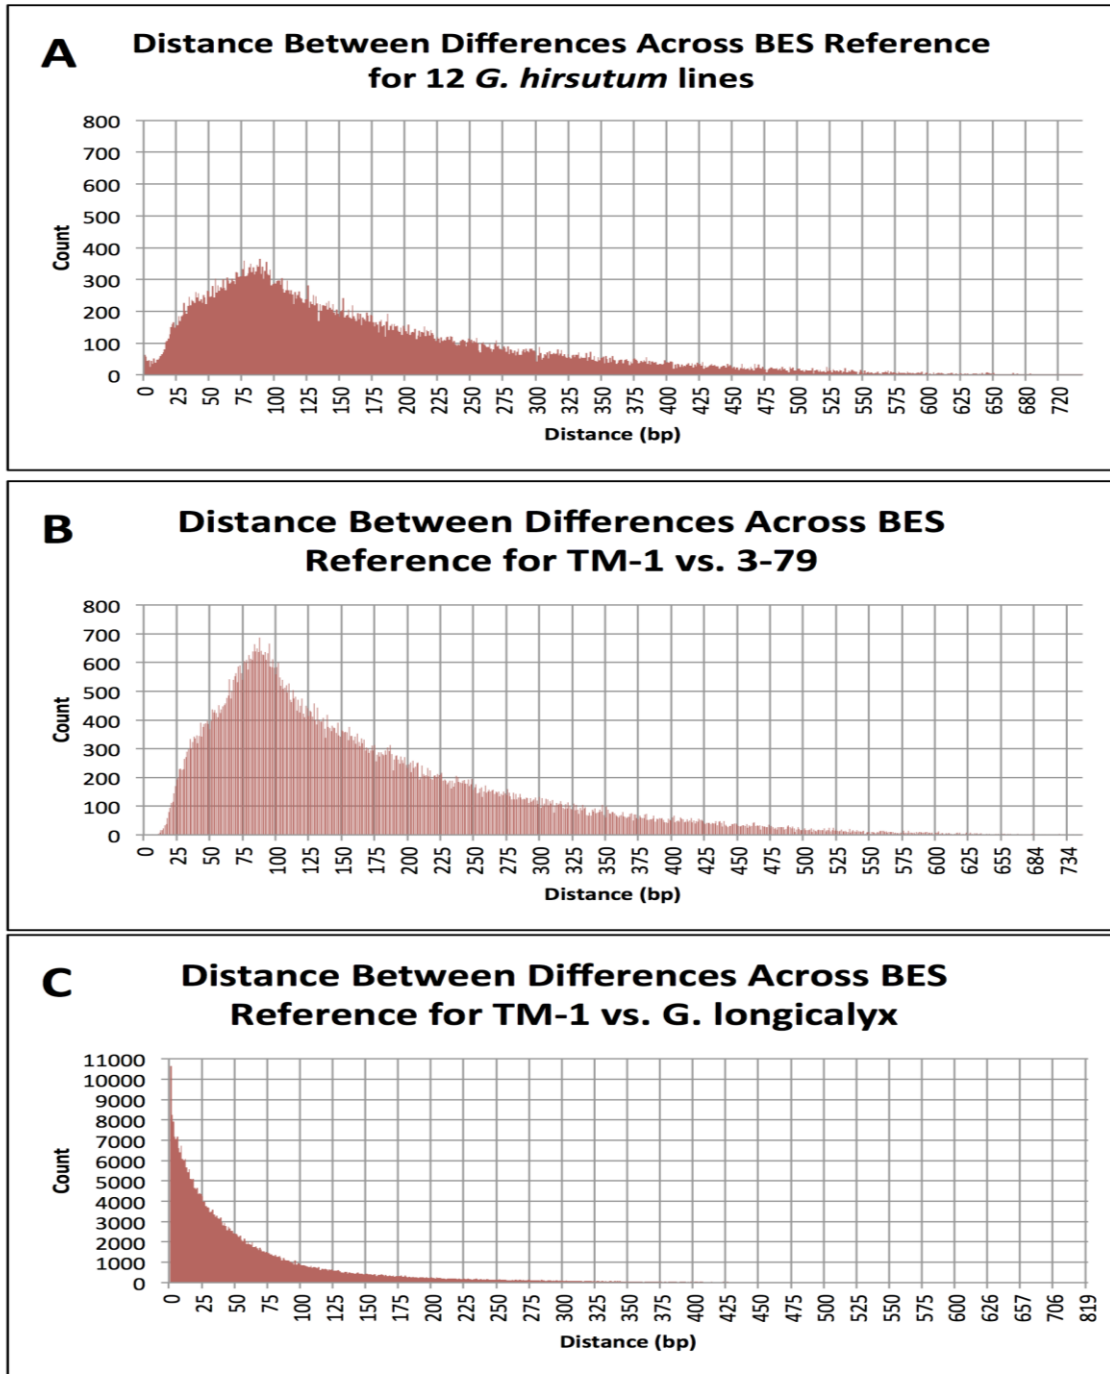 A
Distance Between Differences Across BES Reference
for 12 G. hirsutum lines
800
700
600
500
400
300
200
100
0
Count
0 25 50 75 100 125 150 175 200 225 250 275 300 325 350 375 400 425 450 475 500 525 550 575 600 625 650 680 720
Distance (bp)
B
Distance Between Differences Across BES
Reference for TM-1 vs. 3-79
800
700
600
500
400
300
200
100
0
Count
0 25 50 75 100 125 150 175 200 225 250 275 300 325 350 375 400 425 450 475 500 525 550 575 600 625 651 684 734
Distance (bp)
C
Distance Between Differences Across BES
Reference for TM-1 vs. G. longicalyx
11000
10000
9000
8000
7000
6000
5000
4000
3000
2000
1000
0
Count
0 25 50 75 100 125 150 175 200 225 250 275 300 325 350 375 400 425 450 475 500 525 550 575 600 626 657 706 819
Distance (bp)